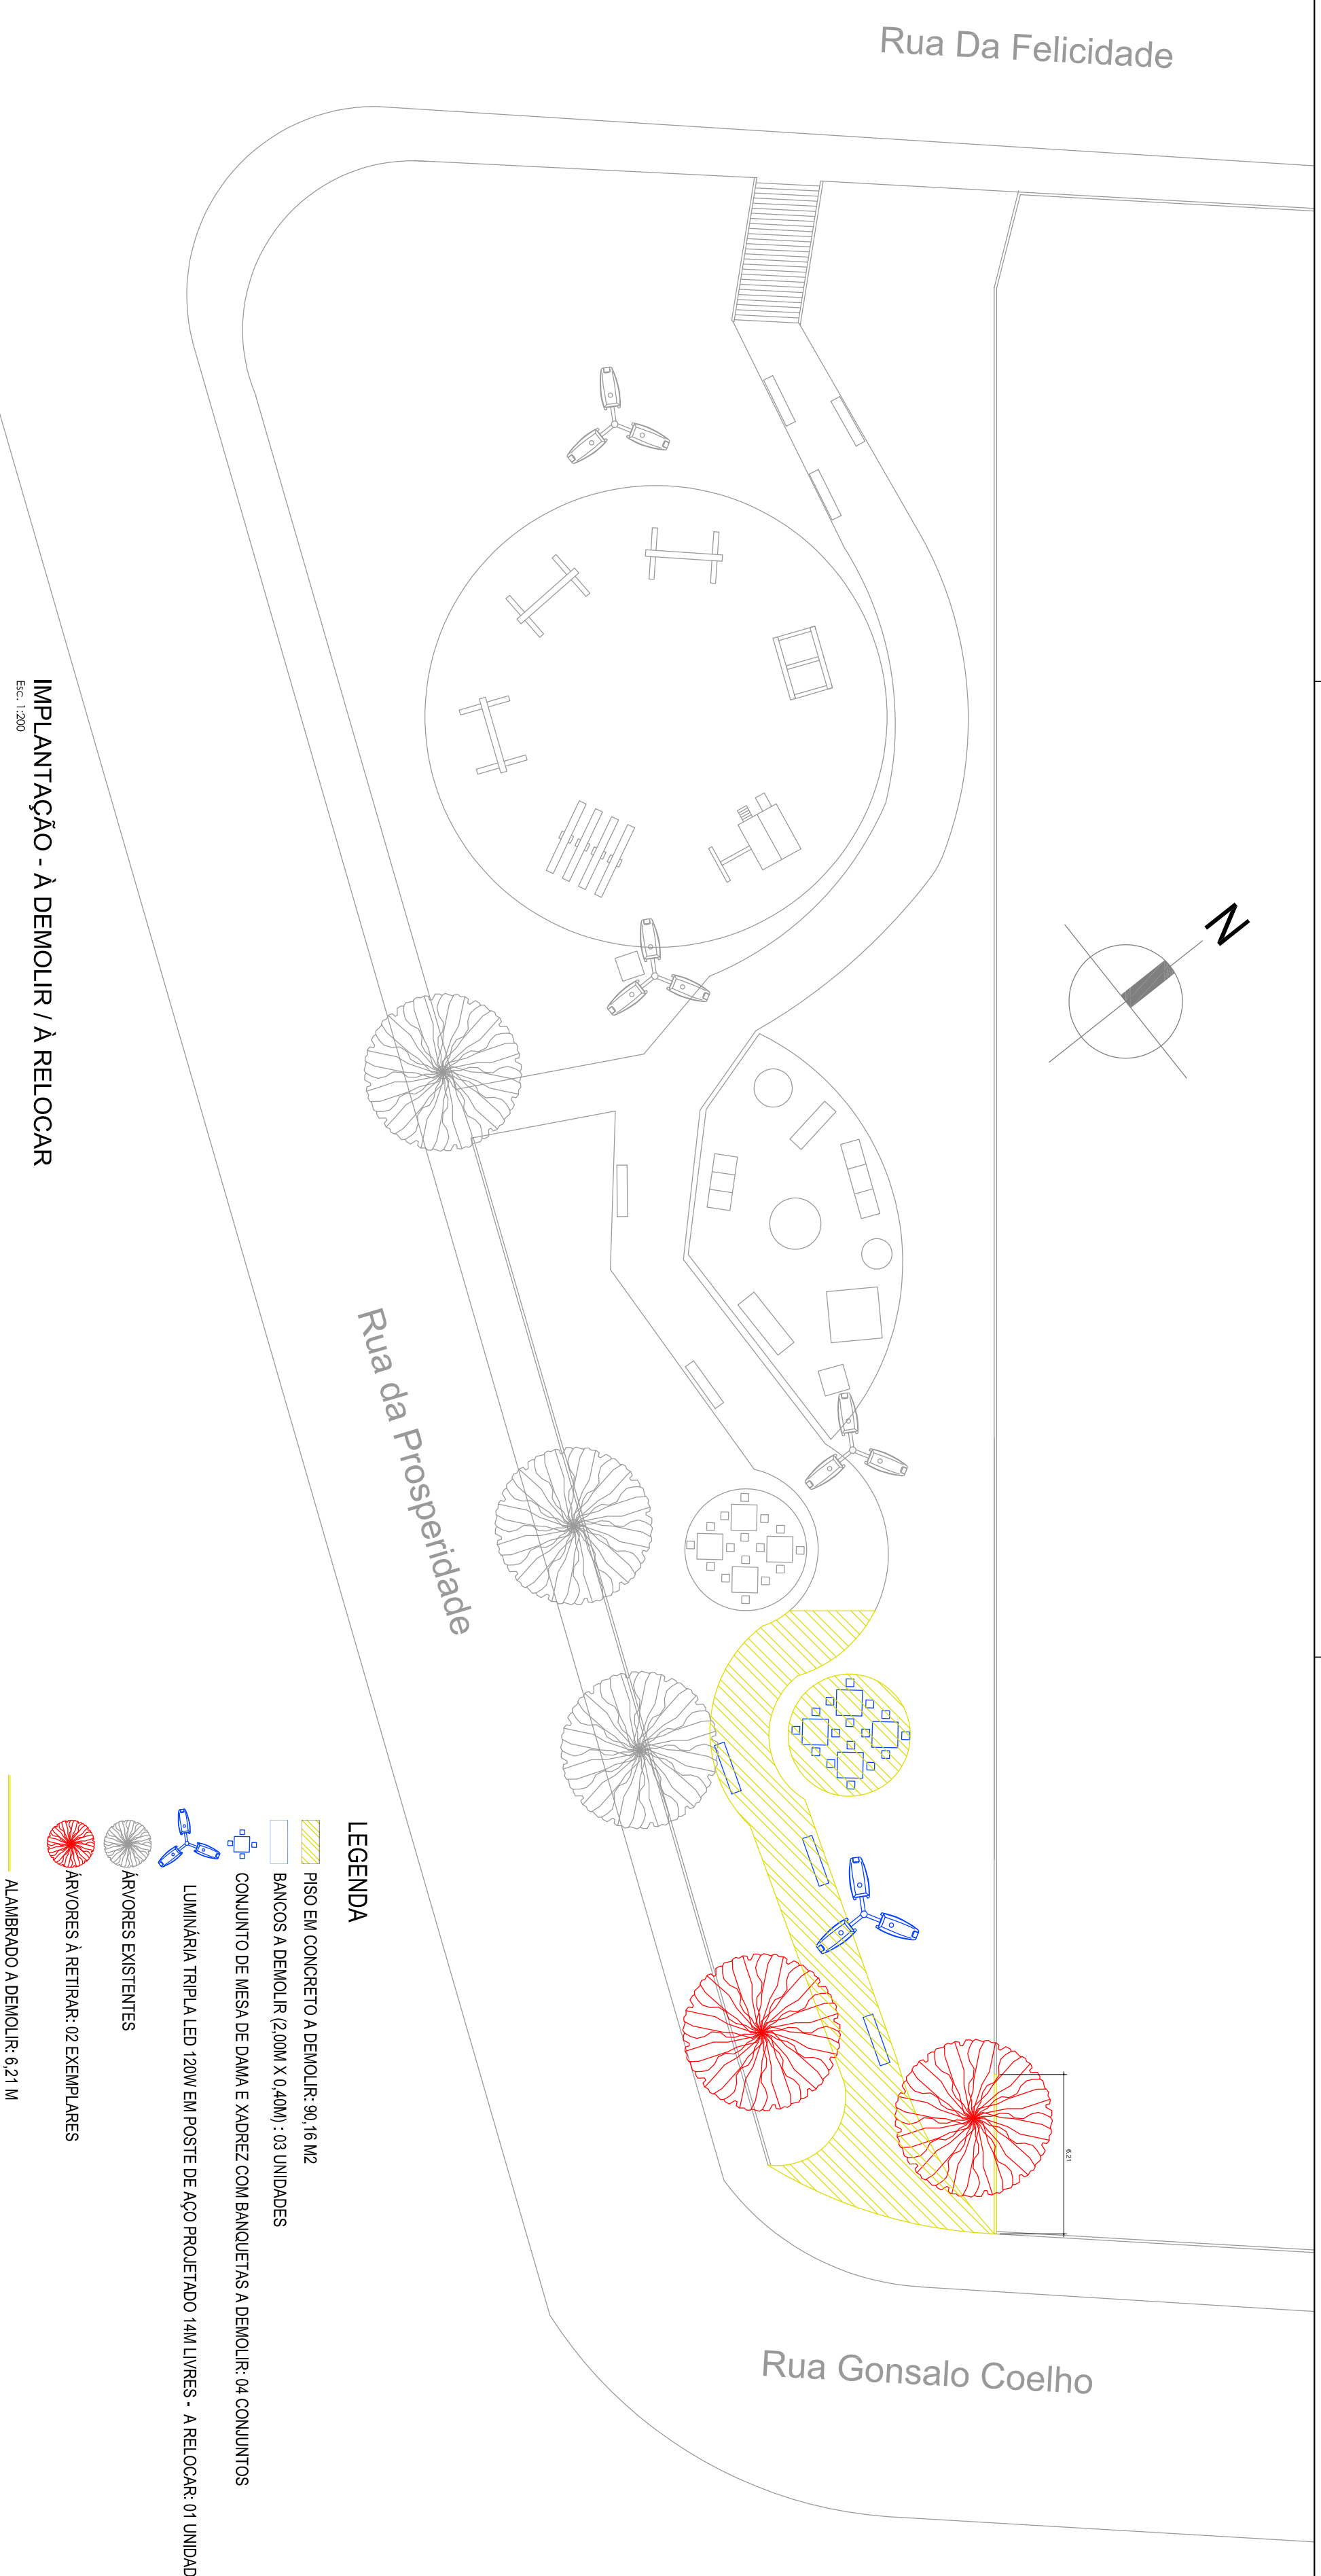 Rua Da Felicidade
N
Rua da Prosperidade
Rua Gonsalo Coelho
6,21
IMPLANTAÇÃO - À DEMOLIR / À RELOCAR
Esc. 1:200
LEGENDA
PISO EM CONCRETO A DEMOLIR: 90,16 M2
BANCOS A DEMOLIR (2,00M X 0,40M) : 03 UNIDADES
CONJUNTO DE MESA DE DAMA E XADREZ COM BANQUETAS A DEMOLIR: 04 CONJUNTOS
LUMINÁRIA TRIPLA LED 120W EM POSTE DE AÇO PROJETADO 14M LIVRES - A RELOCAR: 01 UNIDAD
ÁRVORES EXISTENTES
ÁRVORES À RETIRAR: 02 EXEMPLARES
ALAMBRADO A DEMOLIR: 6,21 M